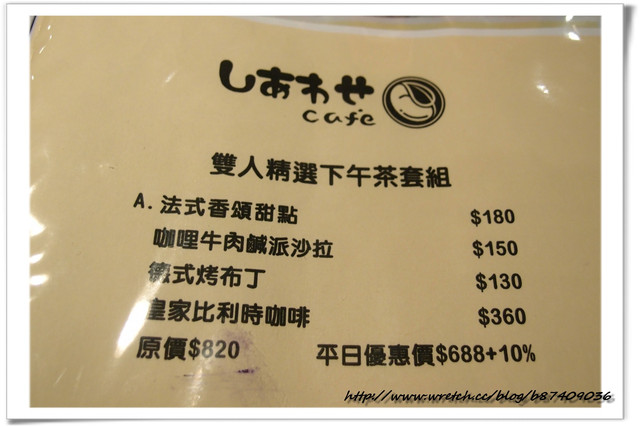 しあわせ
cafe
雙人精選下午茶套組
A.法式香頌甜點 $180
咖哩牛肉鹹派沙拉 $150
德式烤布丁 $130
皇家比利時咖啡 $360
原價$820 平日優惠價$688+10%
http://www.wretch.cc/blog/b87409036